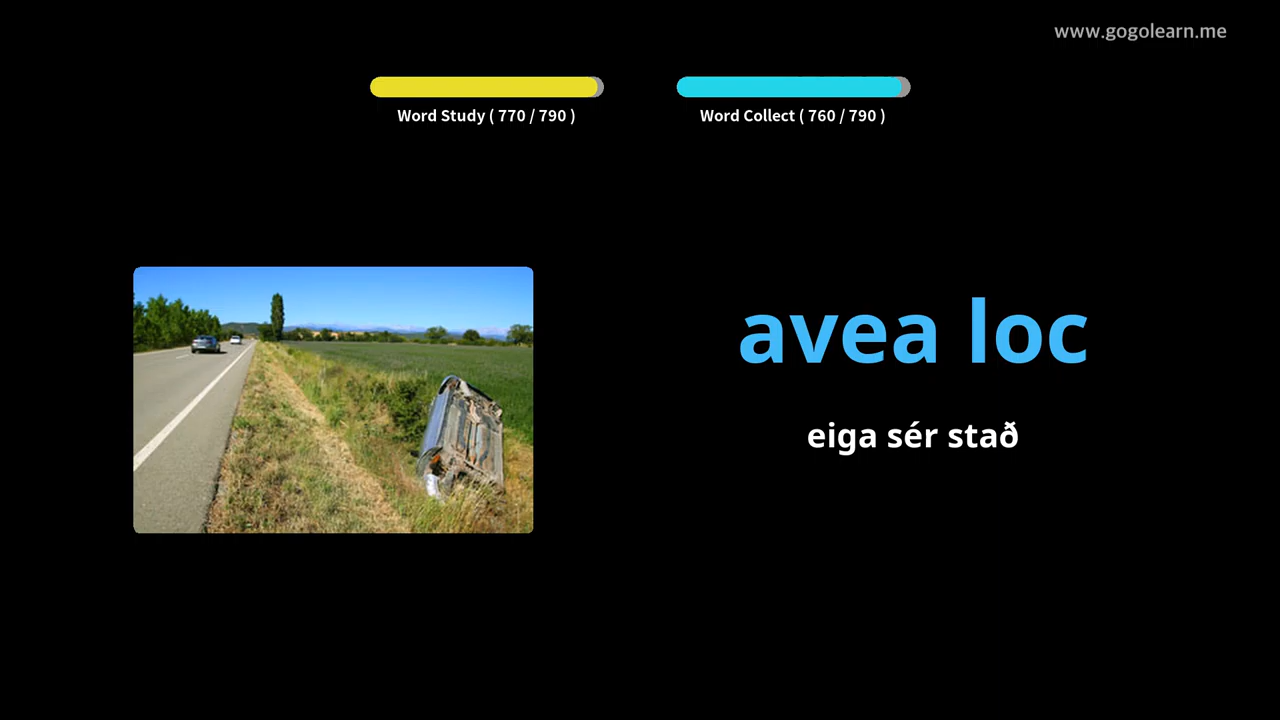 www.gogolearn.me
Word Study ( 770 / 790 )
Word Collect ( 760 / 790 )
avea loc
eiga sér stað